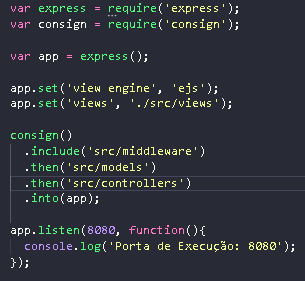 var express = require('express');
var consign = require('consign');
var app = express();
app.set('view engine', 'ejs');
app.set('views', './src/views');
consign()
.include('src/middleware')
.then('src/models')
.then('src/controllers')
.into(app);
app.listen(8080, function(){
console.log('Porta de Execução: 8080');
});